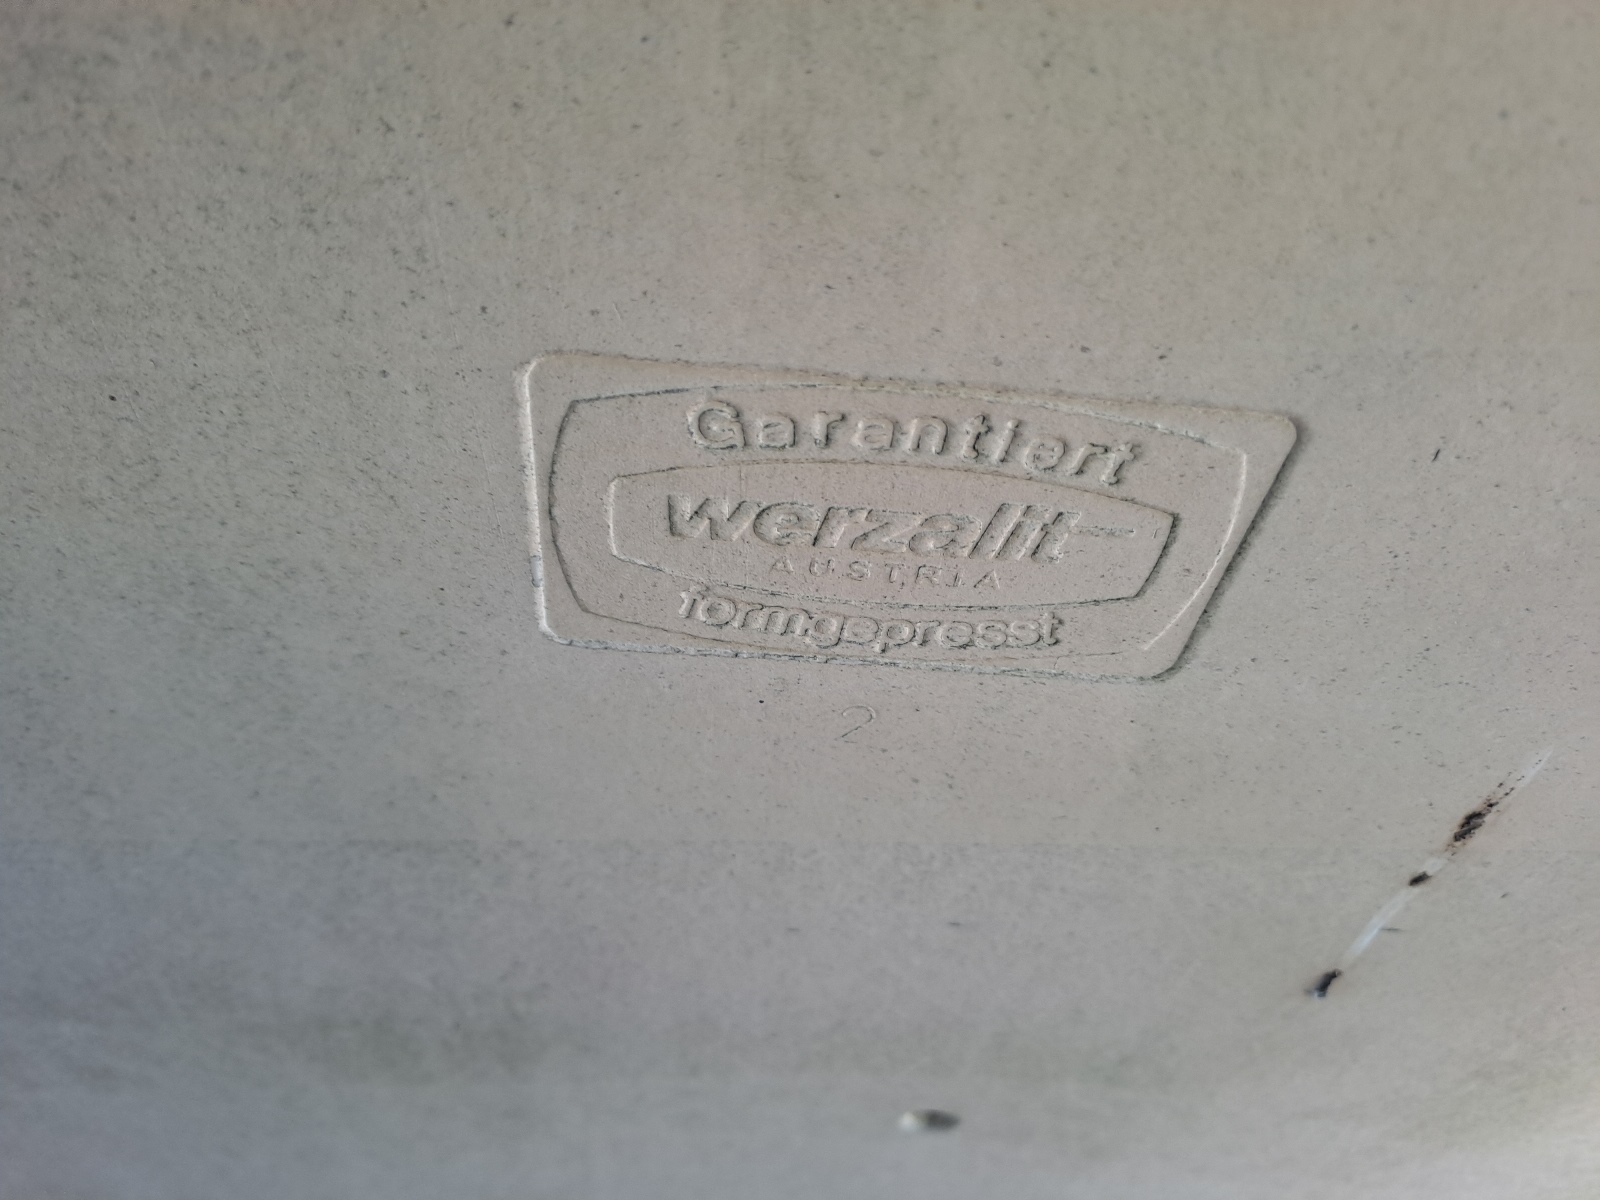 Garantiert
werzalit
AUSTRIA
formgepresst
2